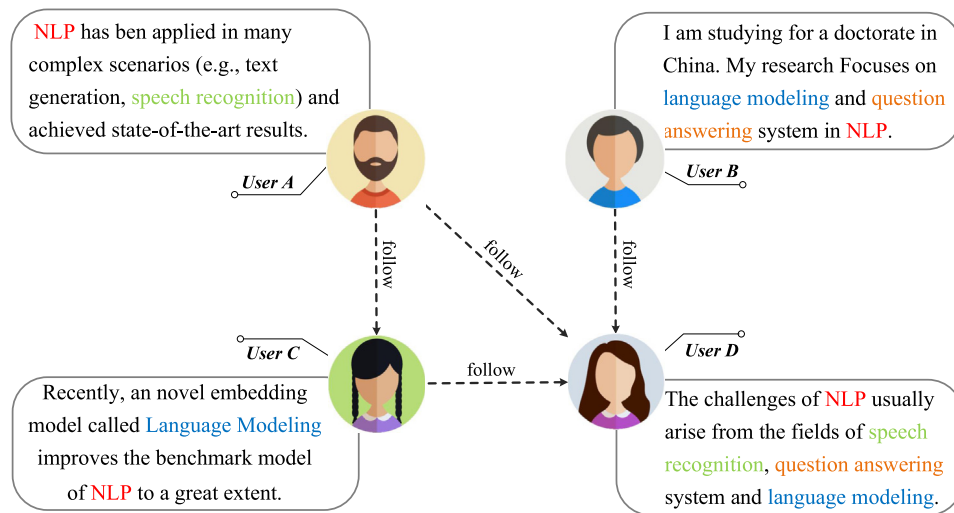 NLP has ben applied in many
complex scenarios (e.g., text
generation, speech recognition) and
achieved state-of-the-art results.
User A
I am studying for a doctorate in
China. My research Focuses on
language modeling and question
answering system in NLP.
User B
follow
follow
follow
User C
follow
User D
Recently, an novel embedding
model called Language Modeling
improves the benchmark model
of NLP to a great extent.
The challenges of NLP usually
arise from the fields of speech
recognition, question answering
system and language modeling.